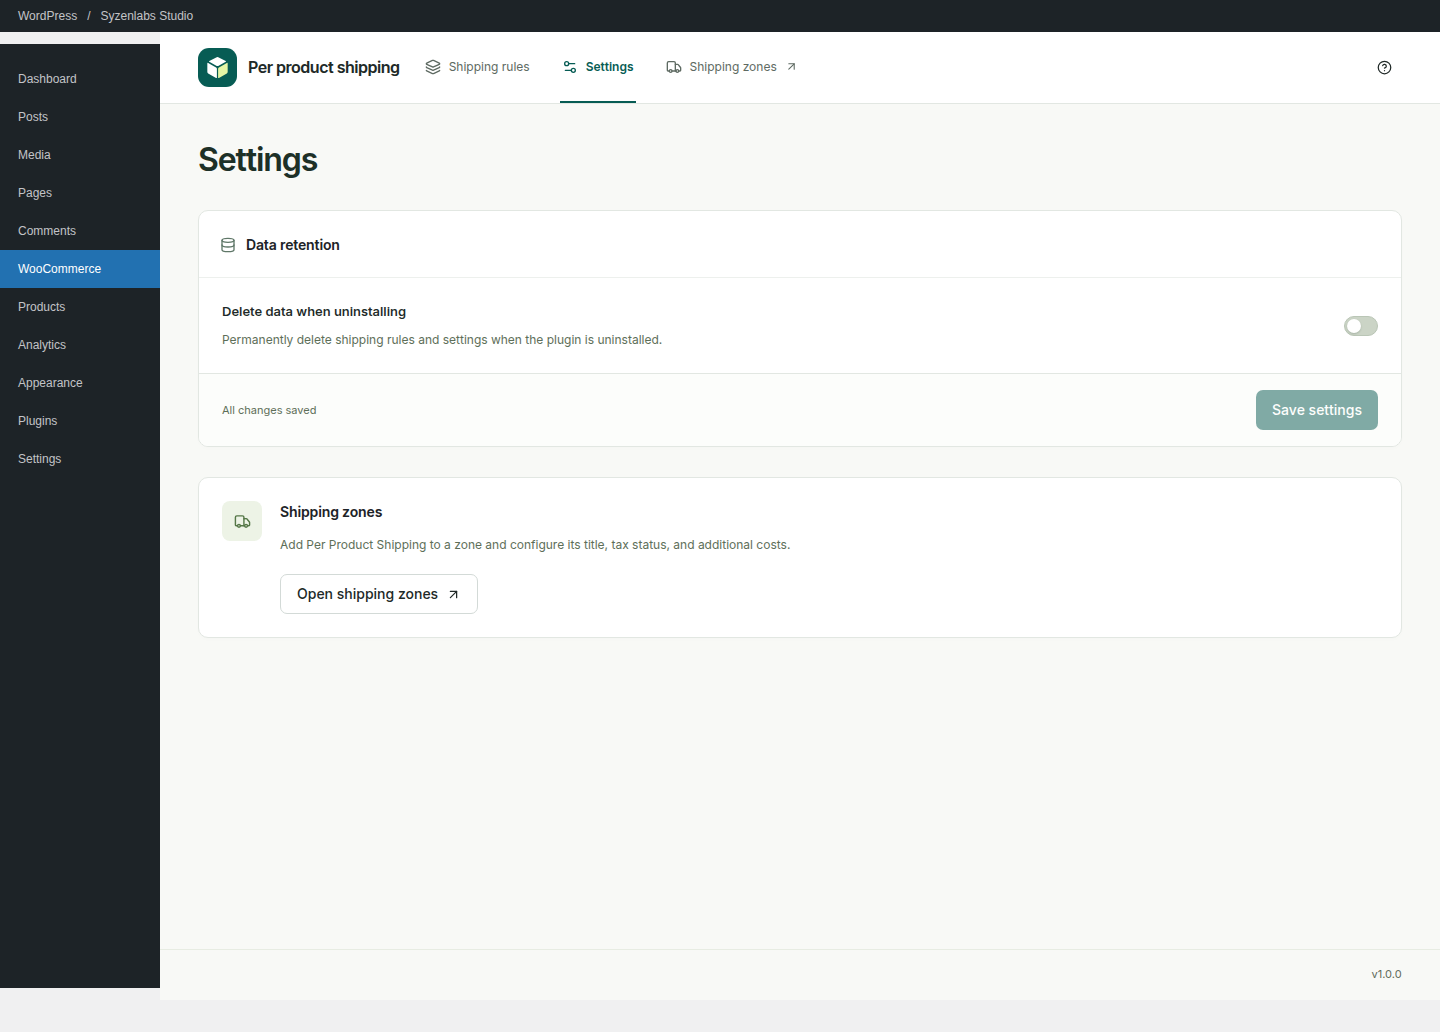 WordPress / Syzenlabs Studio
Dashboard
Posts
Media
Pages
Comments
WooCommerce
Products
Analytics
Appearance
Plugins
Settings
Per product shipping
Shipping rules
Settings
Shipping zones
Settings
Data retention
Delete data when uninstalling
Permanently delete shipping rules and settings when the plugin is uninstalled.
All changes saved
Save settings
Shipping zones
Add Per Product Shipping to a zone and configure its title, tax status, and additional costs.
Open shipping zones
v1.0.0